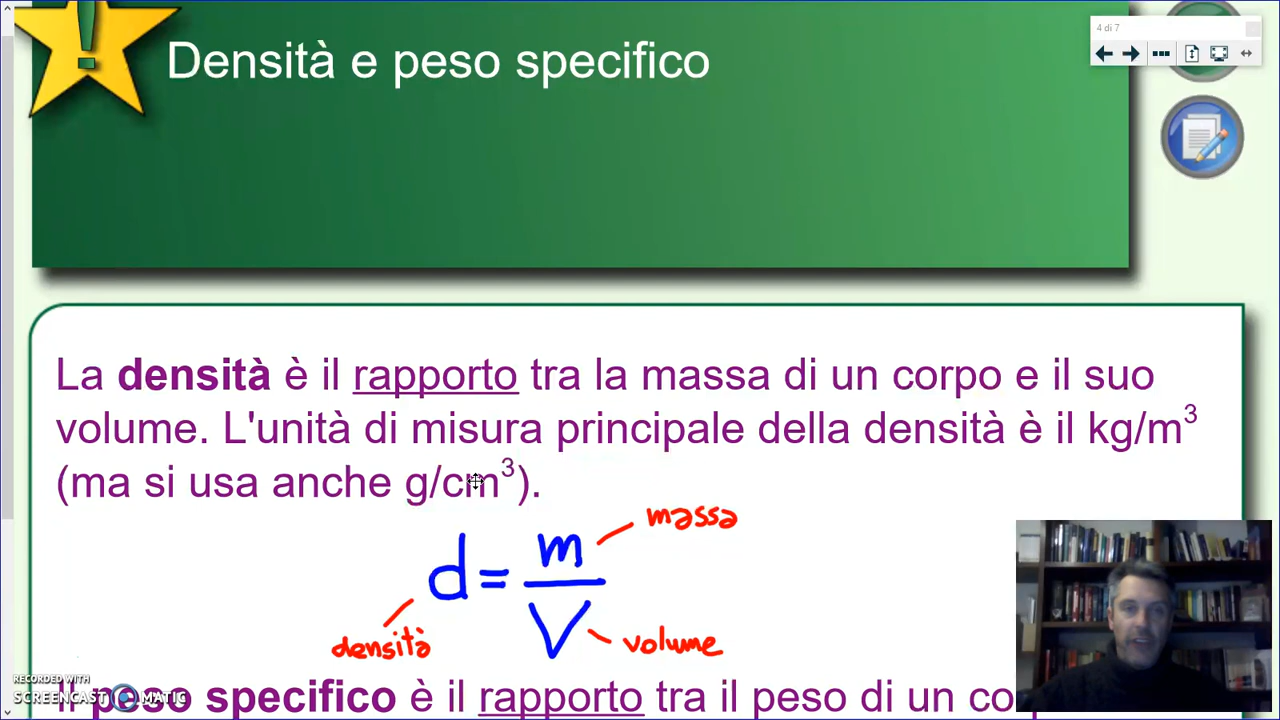 4 di 7
Densità e peso specifico
La densità è il rapporto tra la massa di un corpo e il suo
volume. L'unità di misura principale della densità è il kg/m³
(ma si usa anche g/cm³).
d = m/V
massa
densità
volume
Il peso specifico è il rapporto tra il peso di un corpo
RECORDED WITH
SCREENCAST MATIC